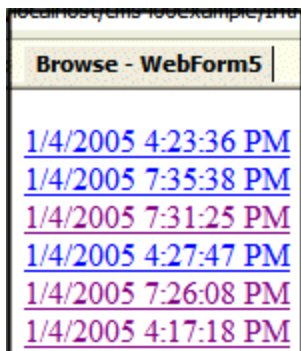 Browse - WebForm5
1/4/2005 4:23:36 PM
1/4/2005 7:35:38 PM
1/4/2005 7:31:25 PM
1/4/2005 4:27:47 PM
1/4/2005 7:26:08 PM
1/4/2005 4:17:18 PM